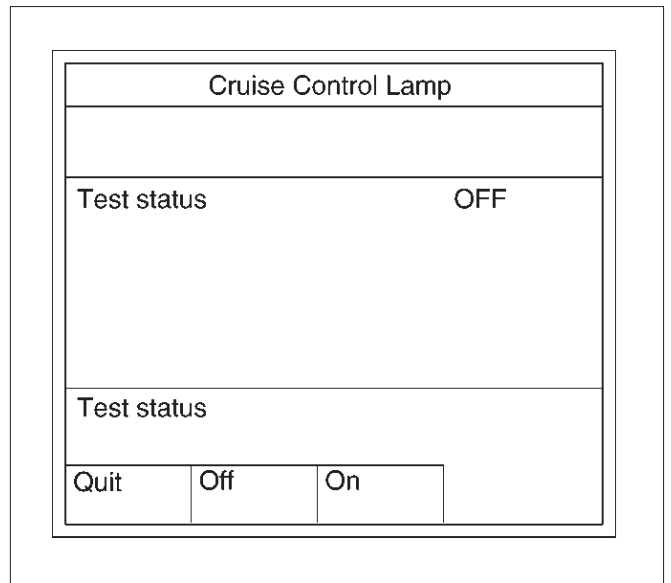 Cruise Control Lamp
Test status OFF
Test status
Quit Off On